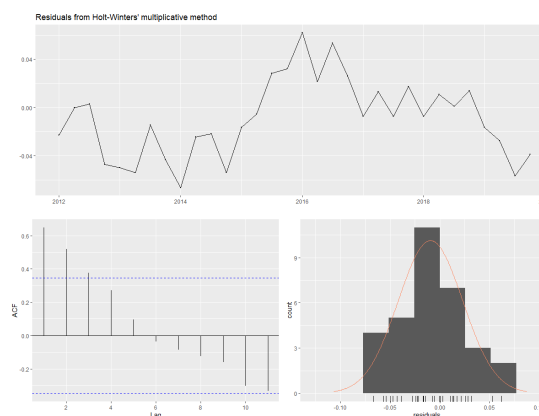 Residuals from Holt-Winters' multiplicative method
0.04
0.00
-0.04
2012 2014 2016 2018
0.6
0.4
0.2
0.0
-0.2
ACF
2 4 6 8 10
Lag
9
6
3
0
count
-0.10 -0.05 0.00 0.05
residuals